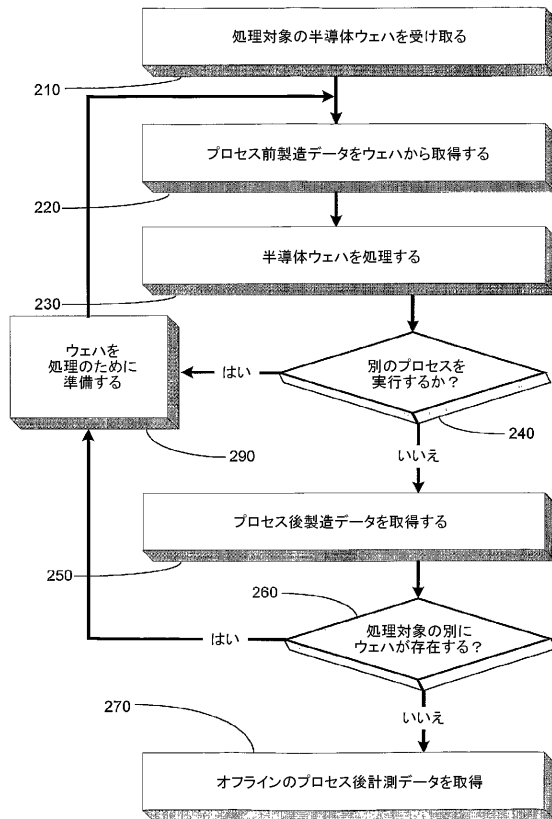 処理対象の半導体ウェハを受け取る
210
プロセス前製造データをウェハから取得する
220
半導体ウェハを処理する
230
ウェハを
処理のために
準備する
290
はい
別のプロセスを
実行するか？
240
いいえ
プロセス後製造データを取得する
250
260
はい
処理対象の別に
ウェハが存在する？
いいえ
270
オフラインのプロセス後計測データを取得